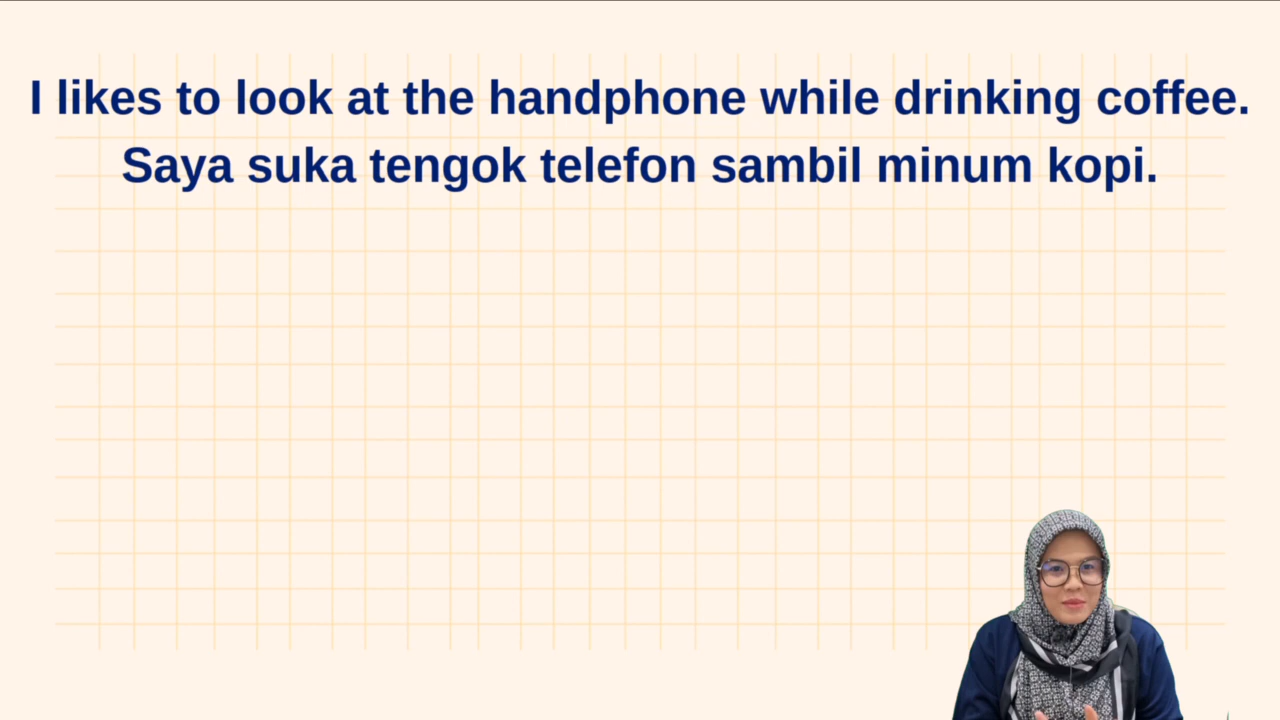 I likes to look at the handphone while drinking coffee.
Saya suka tengok telefon sambil minum kopi.